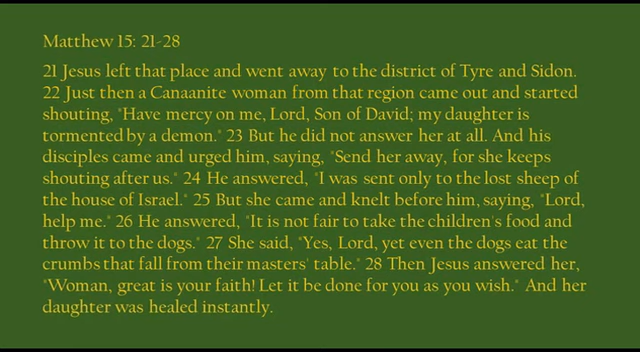 Matthew 15: 21-28
21 Jesus left that place and went away to the district of Tyre and Sidon.
22 Just then a Canaanite woman from that region came out and started
shouting, "Have mercy on me, Lord, Son of David; my daughter is
tormented by a demon." 23 But he did not answer her at all. And his
disciples came and urged him, saying, "Send her away, for she keeps
shouting after us." 24 He answered, "I was sent only to the lost sheep of
the house of Israel." 25 But she came and knelt before him, saying, "Lord,
help me." 26 He answered, "It is not fair to take the children's food and
throw it to the dogs." 27 She said, "Yes, Lord, yet even the dogs eat the
crumbs that fall from their masters' table." 28 Then Jesus answered her,
"Woman, great is your faith! Let it be done for you as you wish." And her
daughter was healed instantly.